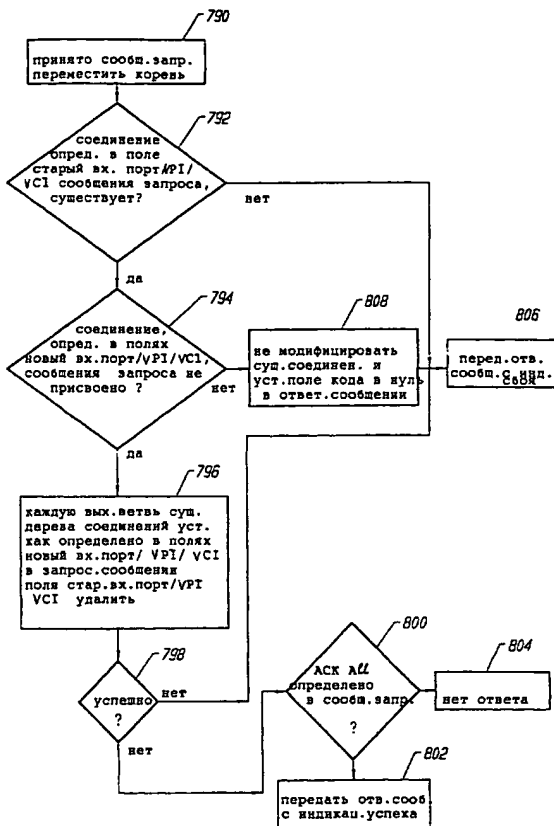 790
принято сообщ.запр.
переместить корень
792
соединение
опред. в поле
старый вх. порт/VPI/
VCl сообщения запроса,
существует?
нет
да
794
соединение,
опред. в полях
новый вх.порт/VPI/VCl,
сообщения запроса не
присвоено ?
нет
да
808
не модифицировать
сущ.соединен. и
уст.поле кода в нуль
в ответ.сообщении
806
перед.отв.
сообщ.с инд.
сбоя
796
каждую вых.ветвь сущ.
дерева соединений уст.
как определено в полях
новый вх.порт/ VPI/ VCI
в запрос.сообщении
поля стар.вх.порт/VPI
VCI удалить
798
успешно
?
нет
нет
800
АСК All
определено
в сообщ.запр.
?
804
нет ответа
802
передать отв.сооб
с индикац.успеха